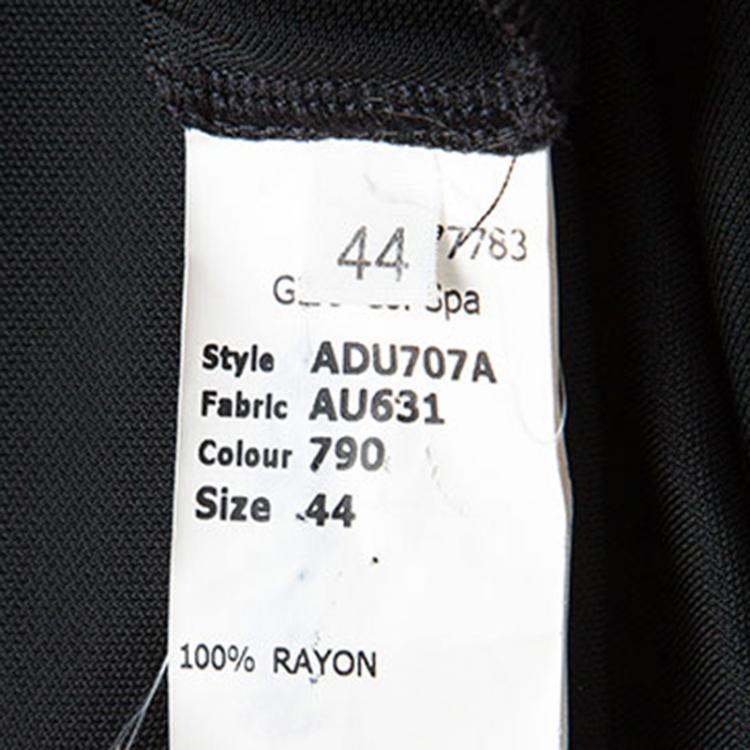 44 7783
Spa
Style ADU707A
Fabric AU631
Colour 790
Size 44
100% RAYON